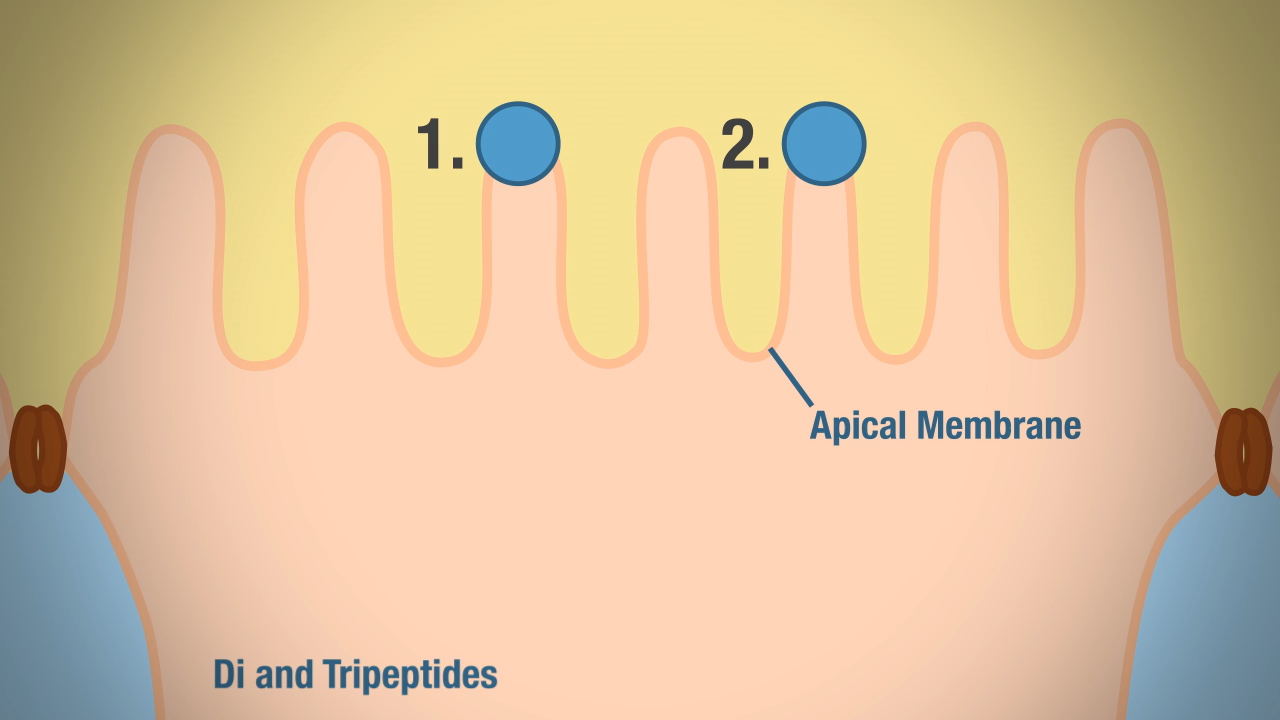 1.
2.
Apical Membrane
Di and Tripeptides